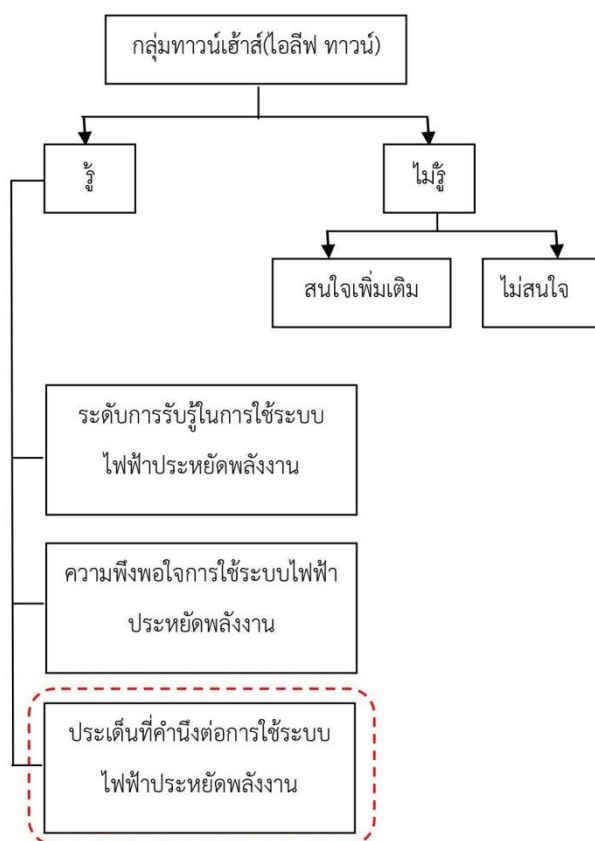 กลุ่มทาวน์เฮ้าส์(ไอลีฟ ทาวน์)
รู้
ไม่รู้
สนใจเพิ่มเติม
ไม่สนใจ
ระดับการรับรู้ในการใช้ระบบ
ไฟฟ้าประหยัดพลังงาน
ความพึงพอใจการใช้ระบบไฟฟ้า
ประหยัดพลังงาน
ประเด็นที่คำนึงต่อการใช้ระบบ
ไฟฟ้าประหยัดพลังงาน